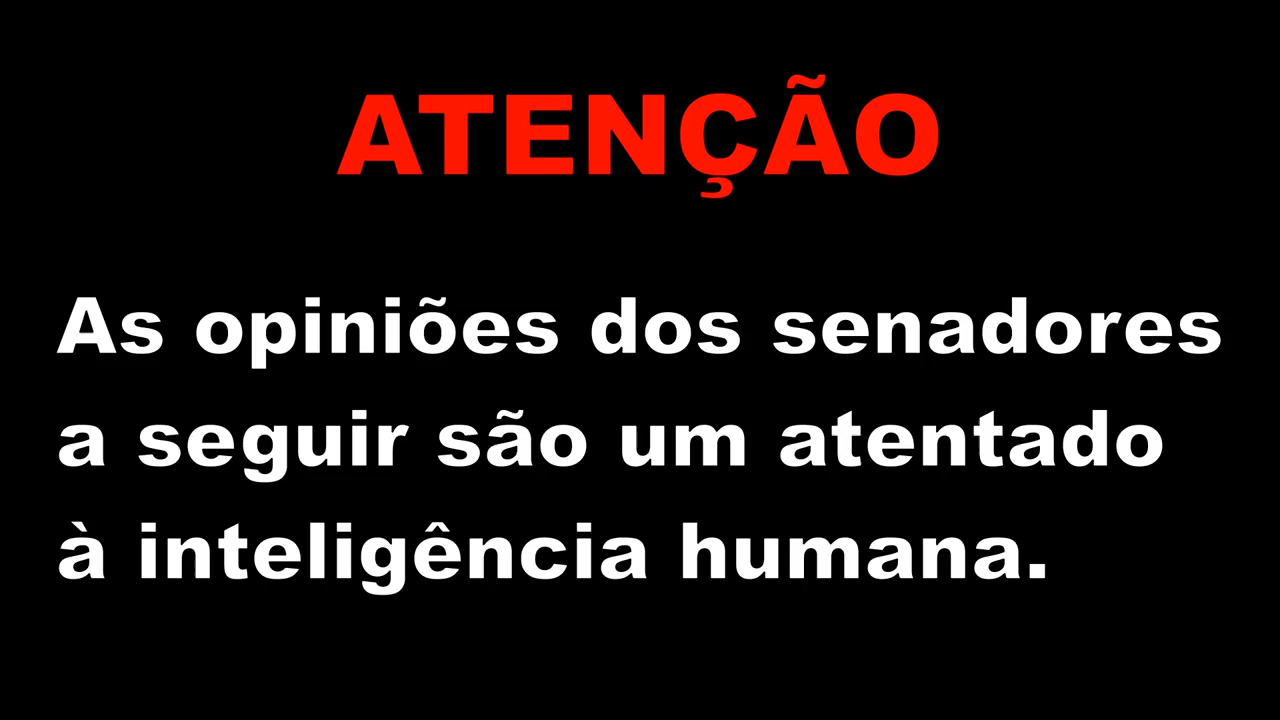 ATENÇÃO
As opiniões dos senadores
a seguir são um atentado
à inteligência humana.